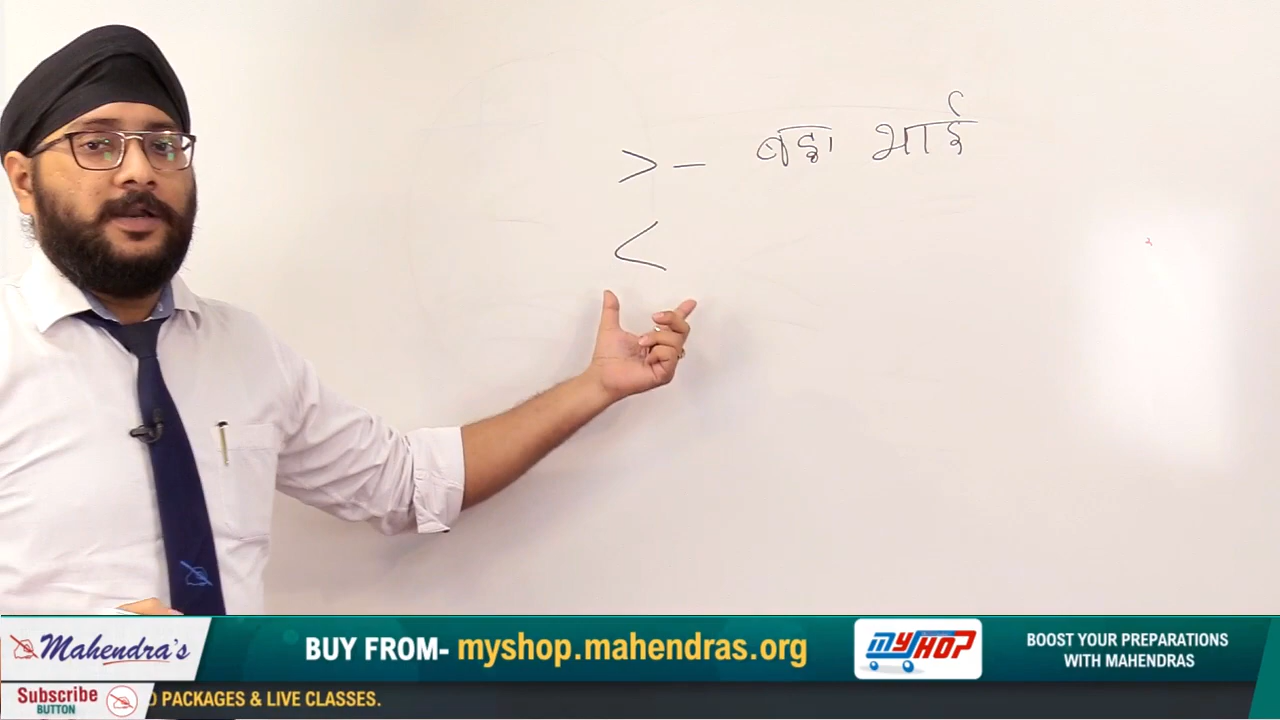 > - बड़ा भाई
<
Mahendra's
BUY FROM- myshop.mahendras.org
MYSHOP
BOOST YOUR PREPARATIONS
WITH MAHENDRAS
Subscribe
BUTTON
PACKAGES & LIVE CLASSES.